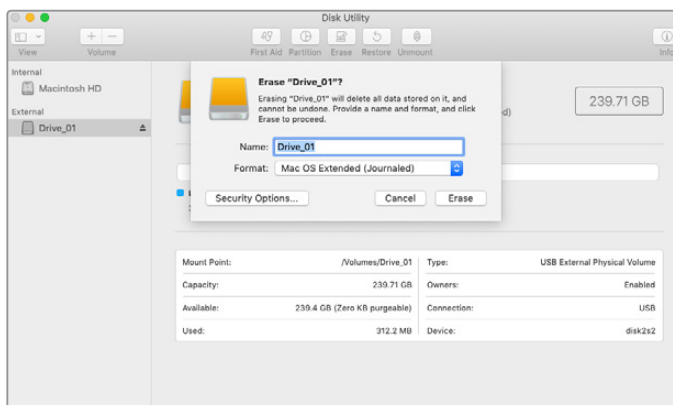 Disk Utility
View
Volume
First Aid
Partition
Erase
Restore
Unmount
Info
Internal
Macintosh HD
External
Drive_01
Erase “Drive_01”?
Erasing “Drive_01” will delete all data stored on it, and
cannot be undone. Provide a name and format, and click
Erase to proceed.
Name: Drive_01
Format: Mac OS Extended (Journaled)
Security Options...
Cancel
Erase
239.71 GB
Mount Point: /Volumes/Drive_01
Type: USB External Physical Volume
Capacity: 239.71 GB
Owners: Enabled
Available: 239.4 GB (Zero KB purgeable)
Connection: USB
Used: 312.2 MB
Device: disk2s2